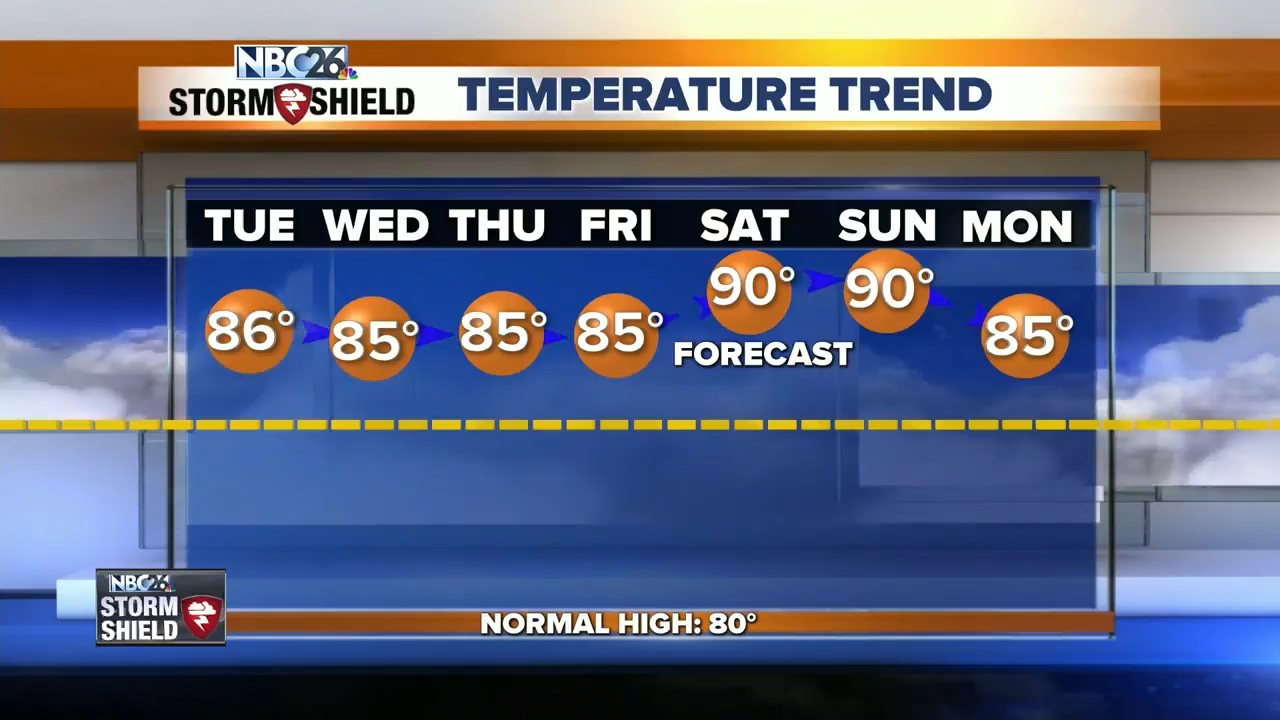 NBC26
STORM SHIELD
TEMPERATURE TREND
TUE WED THU FRI SAT SUN MON
86° 85° 85° 85° 90° 90° 85°
FORECAST
NBC26
STORM
SHIELD
NORMAL HIGH: 80°